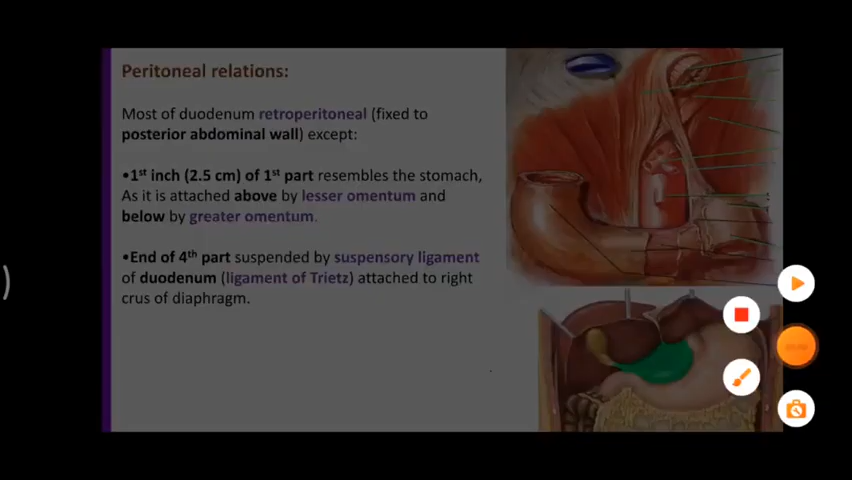 Peritoneal relations:
Most of duodenum retroperitoneal (fixed to
posterior abdominal wall) except:
•1st inch (2.5 cm) of 1st part resembles the stomach,
As it is attached above by lesser omentum and
below by greater omentum.
•End of 4th part suspended by suspensory ligament
of duodenum (ligament of Trietz) attached to right
crus of diaphragm.